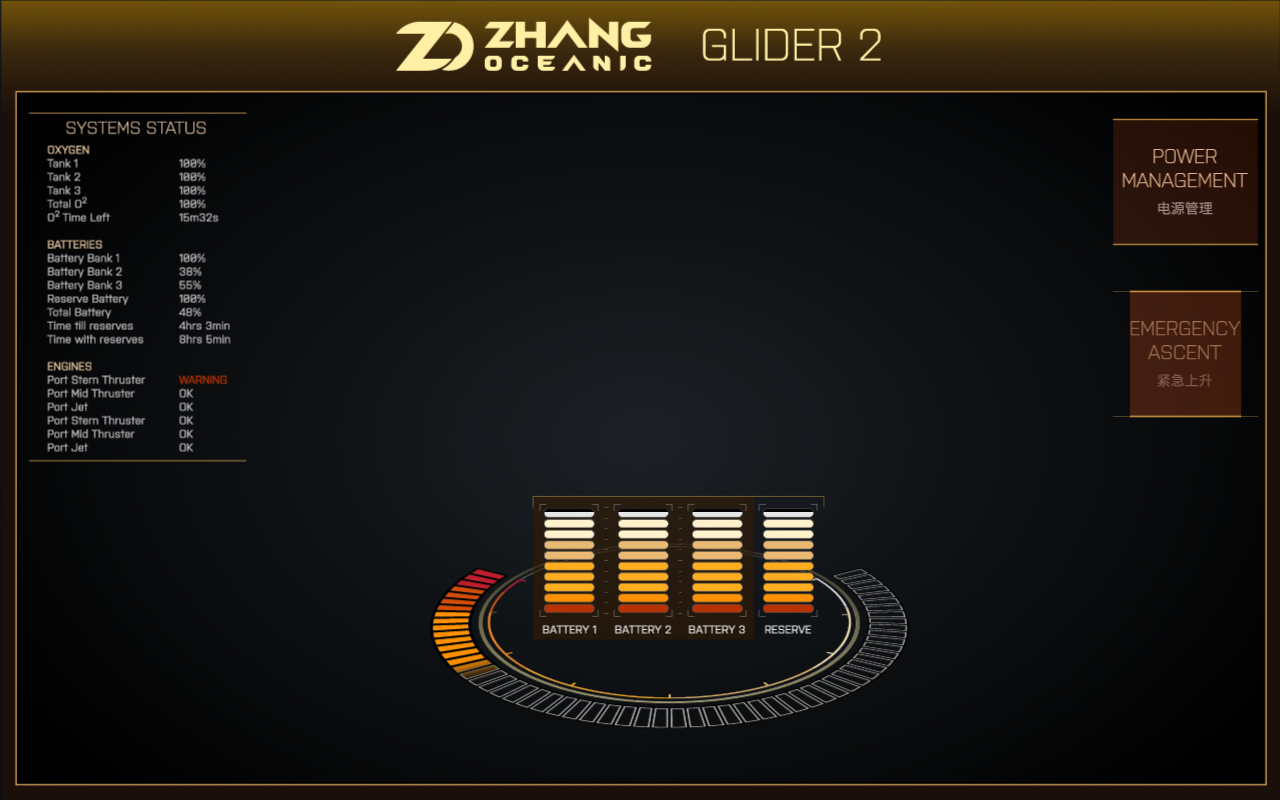 ZHANG
OCEANIC
GLIDER 2
SYSTEMS STATUS
OXYGEN
Tank 1 100%
Tank 2 100%
Tank 3 100%
Total O² 100%
O² Time Left 15m32s
BATTERIES
Battery Bank 1 100%
Battery Bank 2 38%
Battery Bank 3 55%
Reserve Battery 100%
Total Battery 48%
Time till reserves 4hrs 3min
Time with reserves 8hrs 5min
ENGINES
Port Stern Thruster WARNING
Port Mid Thruster OK
Port Jet OK
Port Stern Thruster OK
Port Mid Thruster OK
Port Jet OK
POWER
MANAGEMENT
电源管理
EMERGENCY
ASCENT
紧急上升
BATTERY 1 BATTERY 2 BATTERY 3 RESERVE